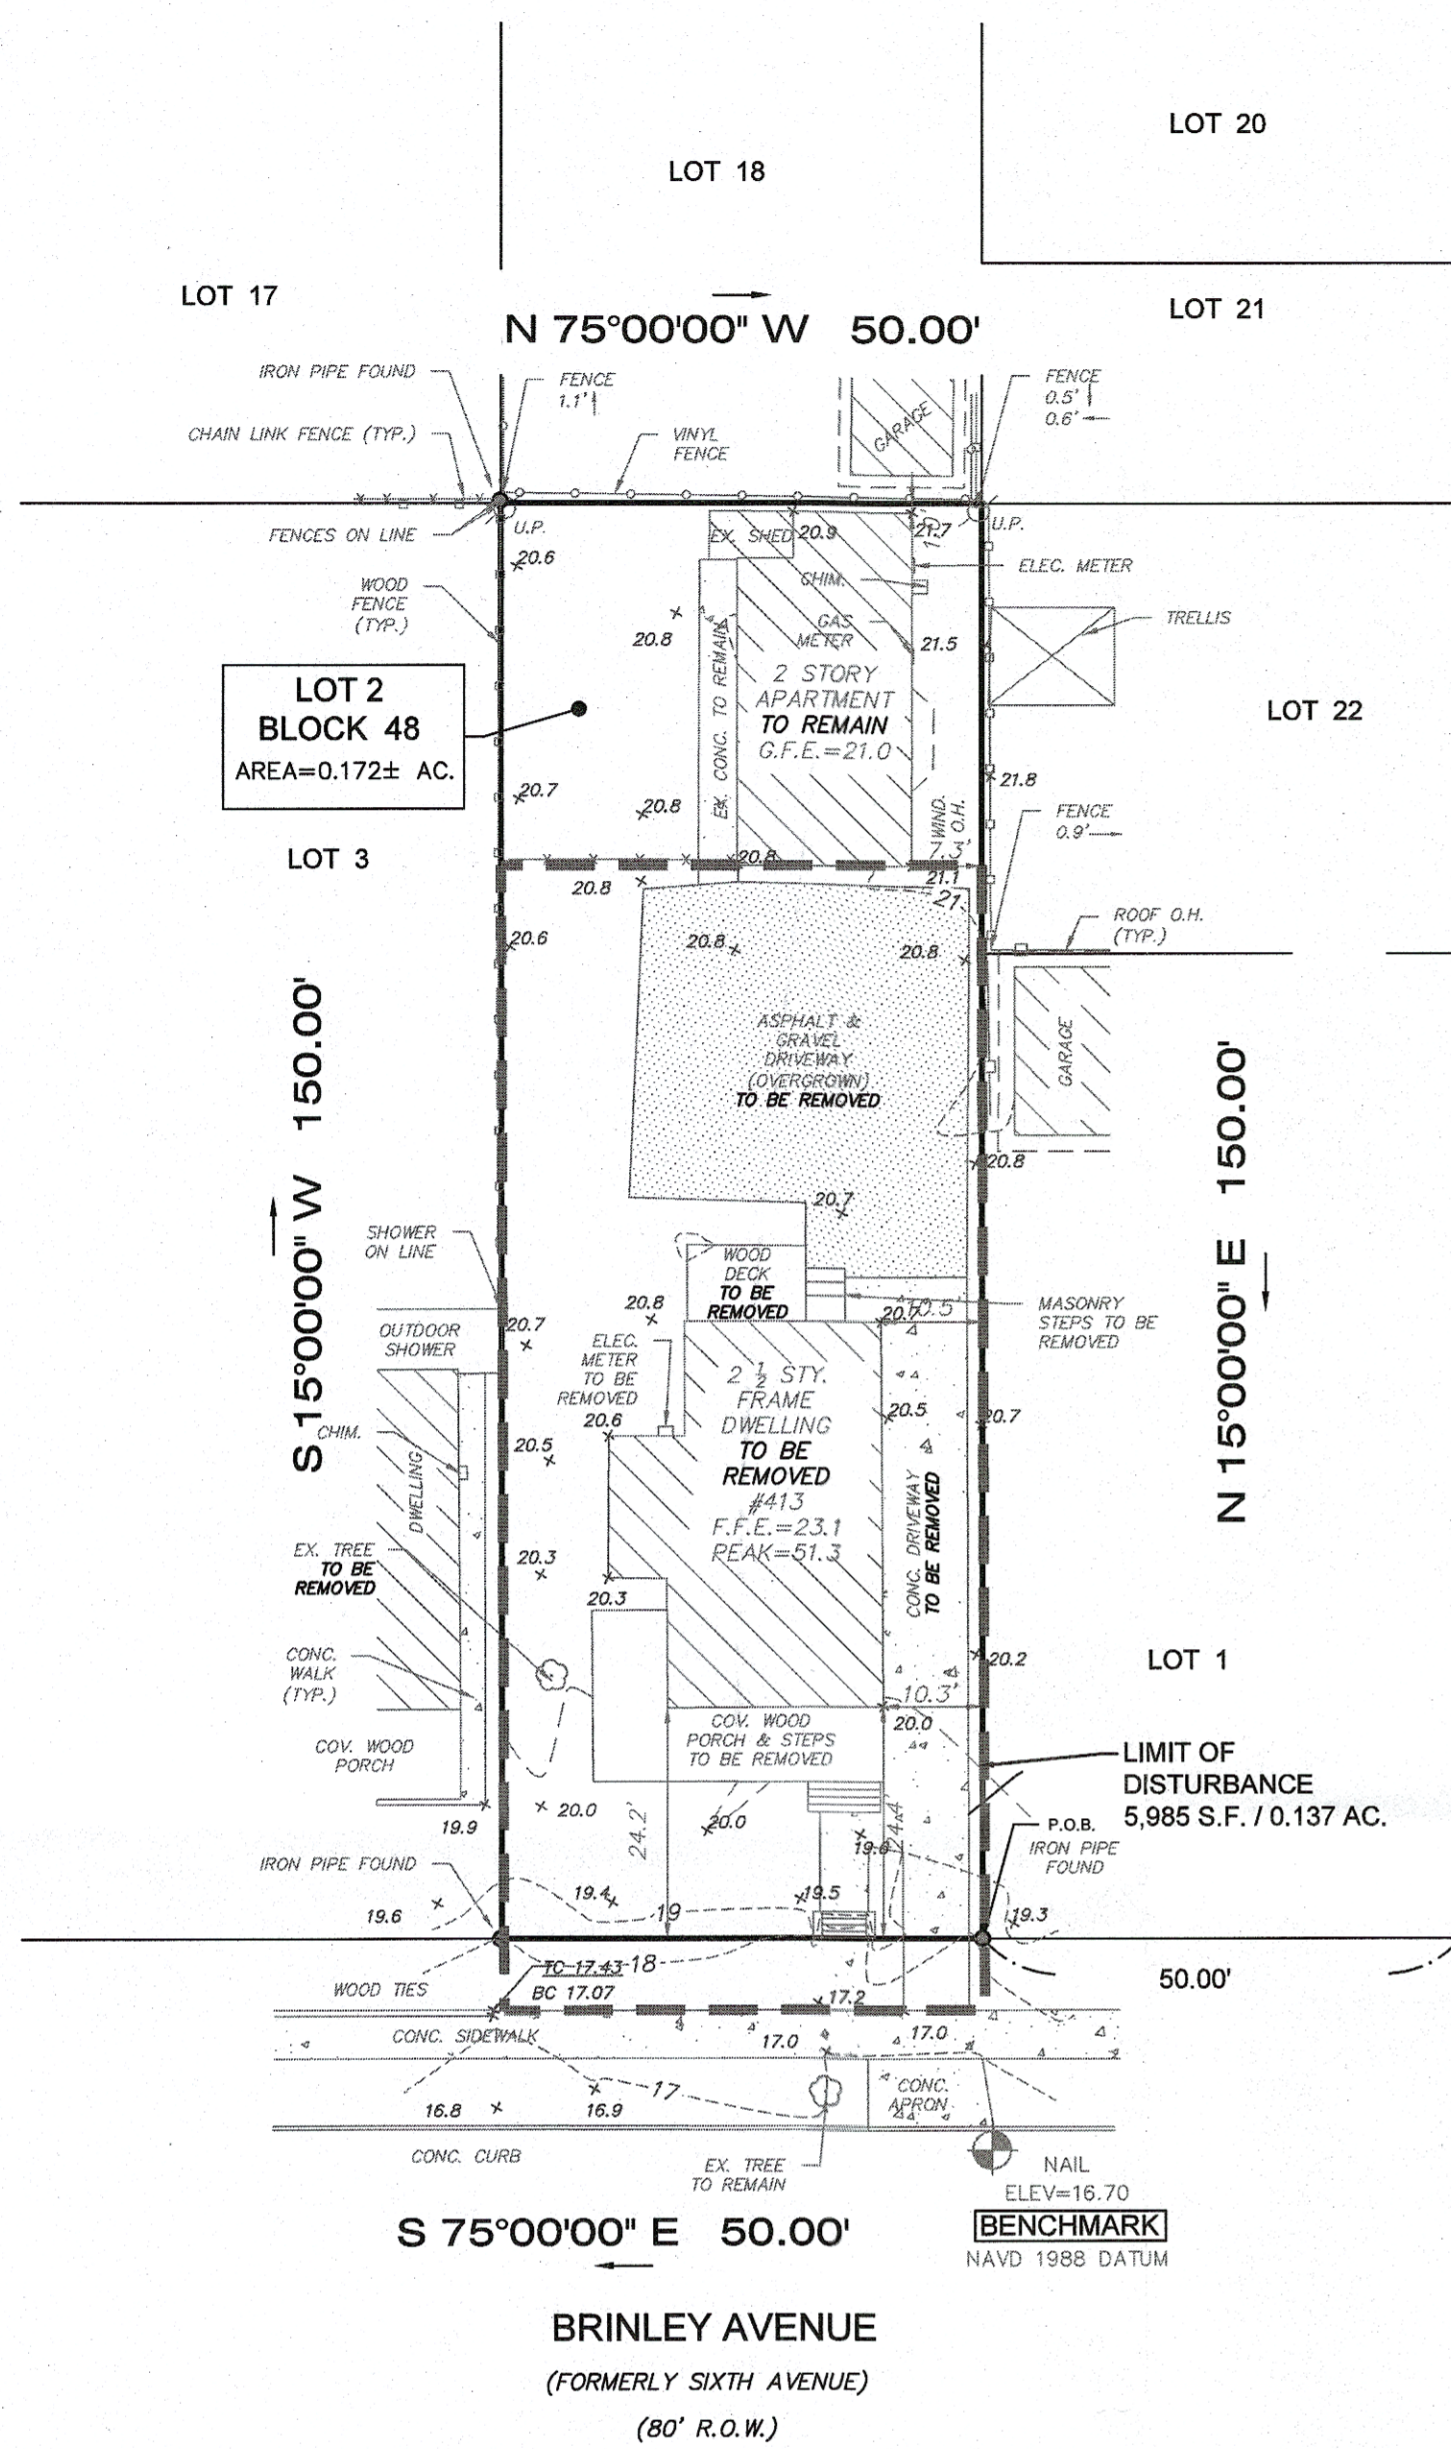 LOT 20
LOT 18
LOT 17
LOT 21
N 75°00'00" W 50.00'
IRON PIPE FOUND
FENCE
1.1'
FENCE
0.5'
0.6'
CHAIN LINK FENCE (TYP.)
VINYL
FENCE
GARAGE
FENCES ON LINE
U.P.
EX. SHED
20.9
21.7
U.P.
20.6
ELEC. METER
CHIM.
WOOD
FENCE
(TYP.)
20.8
GAS
METER
21.5
TRELLIS
EX. CONC. TO REMAIN
2 STORY
APARTMENT
TO REMAIN
G.F.E.=21.0
LOT 2
BLOCK 48
AREA=0.172± AC.
LOT 22
20.7
20.8
21.8
WIND.
O.H.
FENCE
0.9'
7.3'
LOT 3
20.8
20.8
21.1
21
ROOF O.H.
(TYP.)
20.6
20.8
20.8
ASPHALT &
GRAVEL
DRIVEWAY
(OVERGROWN)
TO BE REMOVED
GARAGE
S 15°00'00" W 150.00'
N 15°00'00" E 150.00'
20.8
20.7
SHOWER
ON LINE
WOOD
DECK
TO BE
REMOVED
20.8
20.7
10.5'
MASONRY
STEPS TO BE
REMOVED
OUTDOOR
SHOWER
20.7
ELEC.
METER
TO BE
REMOVED
2 ½ STY.
FRAME
DWELLING
TO BE
REMOVED
#413
F.F.E.=23.1
PEAK=51.3
20.6
20.5
20.7
CHIM.
20.5
DWELLING
CONC. DRIVEWAY
TO BE REMOVED
EX. TREE
TO BE
REMOVED
20.3
20.3
20.2
LOT 1
CONC.
WALK
(TYP.)
10.3'
20.0
COV. WOOD
PORCH & STEPS
TO BE REMOVED
COV. WOOD
PORCH
LIMIT OF
DISTURBANCE
5,985 S.F. / 0.137 AC.
20.0
20.0
24.2'
19.9
P.O.B.
IRON PIPE
FOUND
IRON PIPE FOUND
19.6
19.4
19
19.5
19.3
TC 17.43
18
BC 17.07
WOOD TIES
17.2
50.00'
CONC. SIDEWALK
17.0
17.0
17
16.8
16.9
CONC.
APRON
CONC. CURB
EX. TREE
TO REMAIN
NAIL
ELEV=16.70
BENCHMARK
NAVD 1988 DATUM
S 75°00'00" E 50.00'
BRINLEY AVENUE
(FORMERLY SIXTH AVENUE)
(80' R.O.W.)